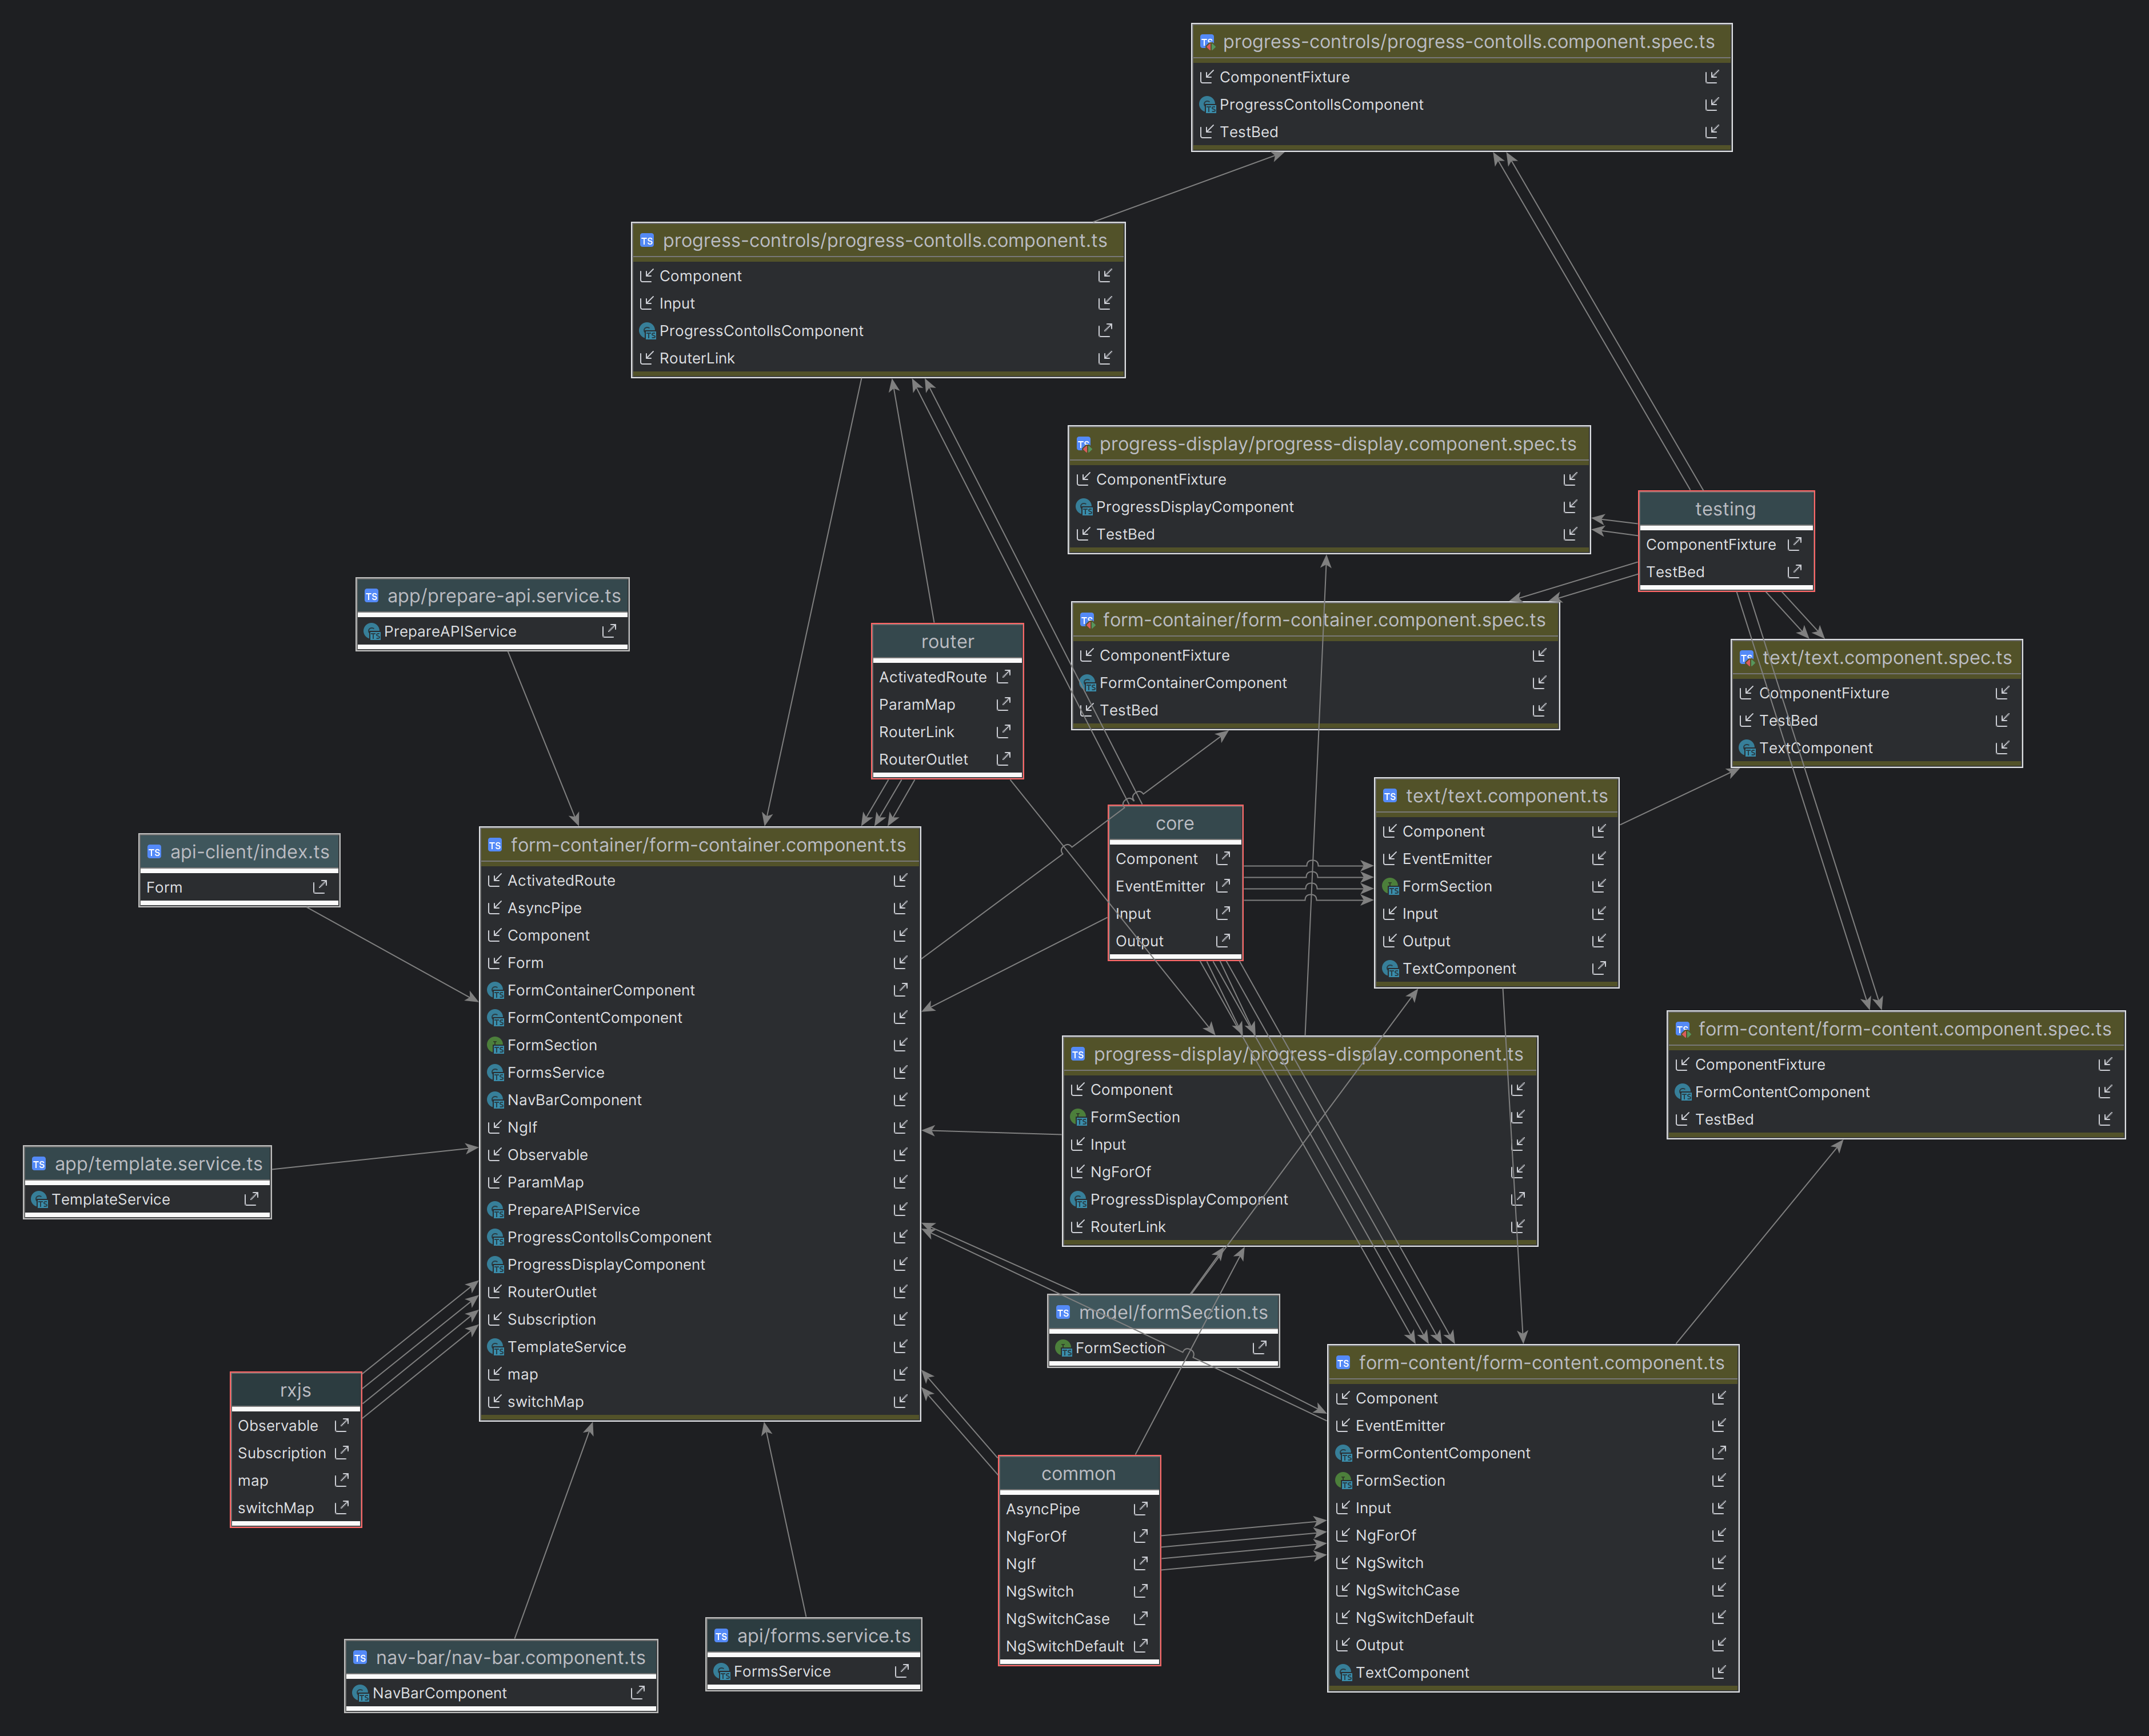 progress-controls/progress-contolls.component.spec.ts
ComponentFixture
ProgressContollsComponent
TestBed
progress-controls/progress-contolls.component.ts
Component
Input
ProgressContollsComponent
RouterLink
progress-display/progress-display.component.spec.ts
ComponentFixture
ProgressDisplayComponent
TestBed
testing
ComponentFixture
TestBed
app/prepare-api.service.ts
PrepareAPIService
router
ActivatedRoute
ParamMap
RouterLink
RouterOutlet
form-container/form-container.component.spec.ts
ComponentFixture
FormContainerComponent
TestBed
text/text.component.spec.ts
ComponentFixture
TestBed
TextComponent
api-client/index.ts
Form
form-container/form-container.component.ts
ActivatedRoute
AsyncPipe
Component
Form
FormContainerComponent
FormContentComponent
FormSection
FormsService
NavBarComponent
NgIf
Observable
ParamMap
PrepareAPIService
ProgressContollsComponent
ProgressDisplayComponent
RouterOutlet
Subscription
TemplateService
map
switchMap
core
Component
EventEmitter
Input
Output
text/text.component.ts
Component
EventEmitter
FormSection
Input
Output
TextComponent
progress-display/progress-display.component.ts
Component
FormSection
Input
NgForOf
ProgressDisplayComponent
RouterLink
form-content/form-content.component.spec.ts
ComponentFixture
FormContentComponent
TestBed
app/template.service.ts
TemplateService
model/formSection.ts
FormSection
rxjs
Observable
Subscription
map
switchMap
common
AsyncPipe
NgForOf
NgIf
NgSwitch
NgSwitchCase
NgSwitchDefault
form-content/form-content.component.ts
Component
EventEmitter
FormContentComponent
FormSection
Input
NgForOf
NgSwitch
NgSwitchCase
NgSwitchDefault
Output
TextComponent
nav-bar/nav-bar.component.ts
NavBarComponent
api/forms.service.ts
FormsService